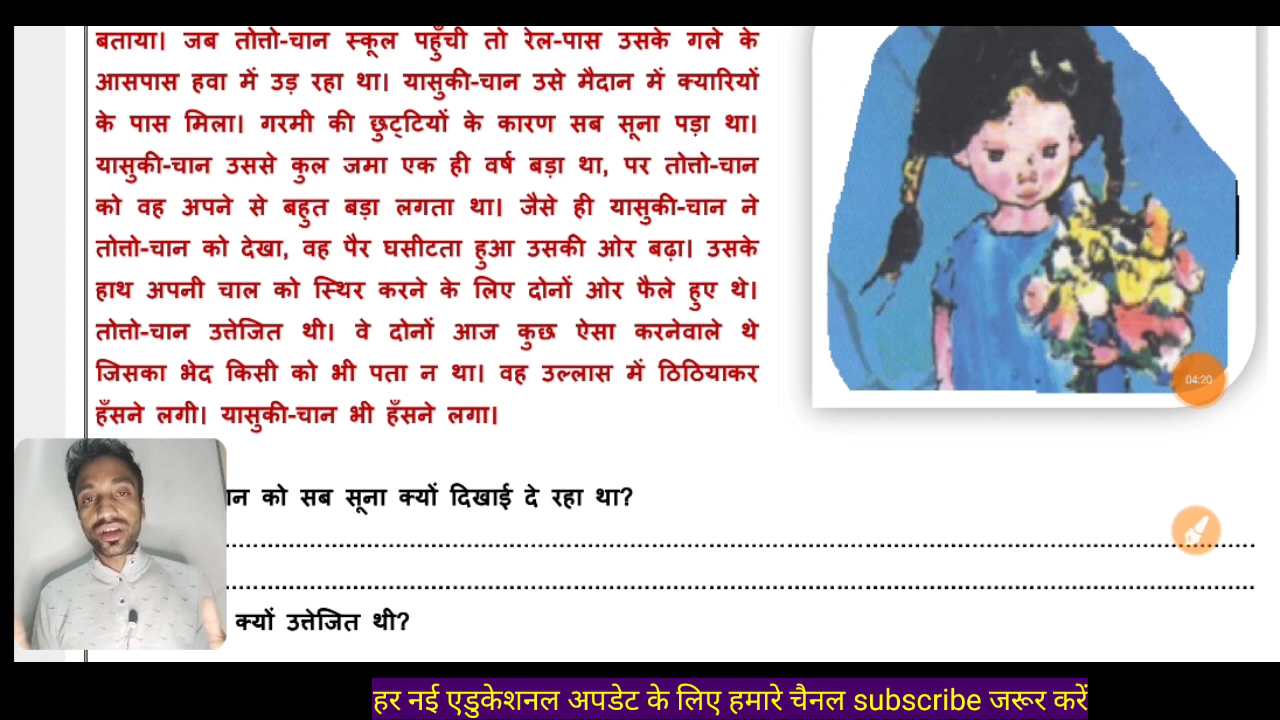 बताया। जब तोत्तो-चान स्कूल पहुँची तो रेल-पास उसके गले के
आसपास हवा में उड़ रहा था। यासुकी-चान उसे मैदान में क्यारियों
के पास मिला। गरमी की छुट्टियों के कारण सब सूना पड़ा था।
यासुकी-चान उससे कुल जमा एक ही वर्ष बड़ा था, पर तोत्तो-चान
को वह अपने से बहुत बड़ा लगता था। जैसे ही यासुकी-चान ने
तोत्तो-चान को देखा, वह पैर घसीटता हुआ उसकी ओर बढ़ा। उसके
हाथ अपनी चाल को स्थिर करने के लिए दोनों ओर फैले हुए थे।
तोत्तो-चान उत्तेजित थी। वे दोनों आज कुछ ऐसा करनेवाले थे
जिसका भेद किसी को भी पता न था। वह उल्लास में ठिठियाकर
हँसने लगी। यासुकी-चान भी हँसने लगा।
04:20
को सब सूना क्यों दिखाई दे रहा था?
क्यों उत्तेजित थी?
हर नई एडुकेशनल अपडेट के लिए हमारे चैनल subscribe जरूर करें